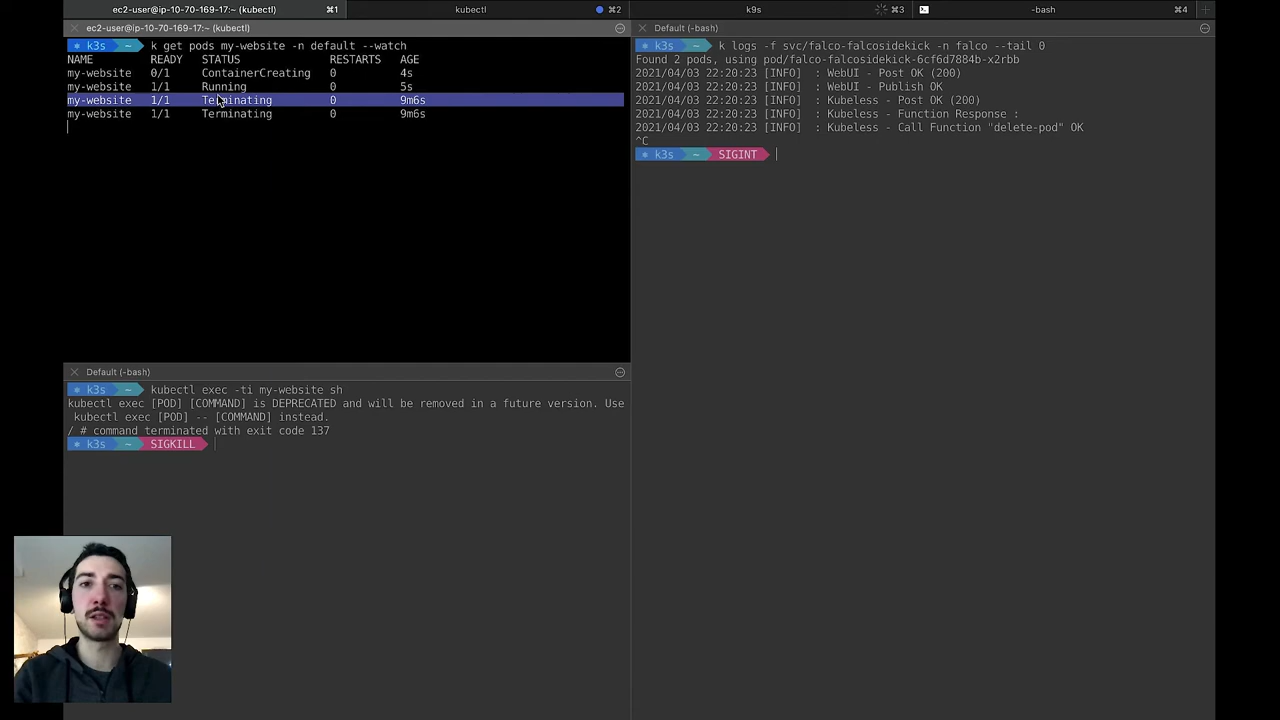 ec2-user@ip-10-70-169-17:~ (kubectl) ⌘1 kubectl ⌘2 k9s ⌘3 -bash ⌘4
ec2-user@ip-10-70-169-17:~ (kubectl)
k3s ~ k get pods my-website -n default --watch
NAME READY STATUS RESTARTS AGE
my-website 0/1 ContainerCreating 0 4s
my-website 1/1 Running 0 5s
my-website 1/1 Terminating 0 9m6s
my-website 1/1 Terminating 0 9m6s
Default (-bash)
k3s ~ kubectl exec -ti my-website sh
kubectl exec [POD] [COMMAND] is DEPRECATED and will be removed in a future version. Use
kubectl exec [POD] -- [COMMAND] instead.
/ # command terminated with exit code 137
k3s ~ SIGKILL
Default (-bash)
k3s ~ k logs -f svc/falco-falcosidekick -n falco --tail 0
Found 2 pods, using pod/falco-falcosidekick-6cf6d7884b-x2rbb
2021/04/03 22:20:23 [INFO]  : WebUI - Post OK (200)
2021/04/03 22:20:23 [INFO]  : WebUI - Publish OK
2021/04/03 22:20:23 [INFO]  : Kubeless - Post OK (200)
2021/04/03 22:20:23 [INFO]  : Kubeless - Function Response :
2021/04/03 22:20:23 [INFO]  : Kubeless - Call Function "delete-pod" OK
^C
k3s ~ SIGINT